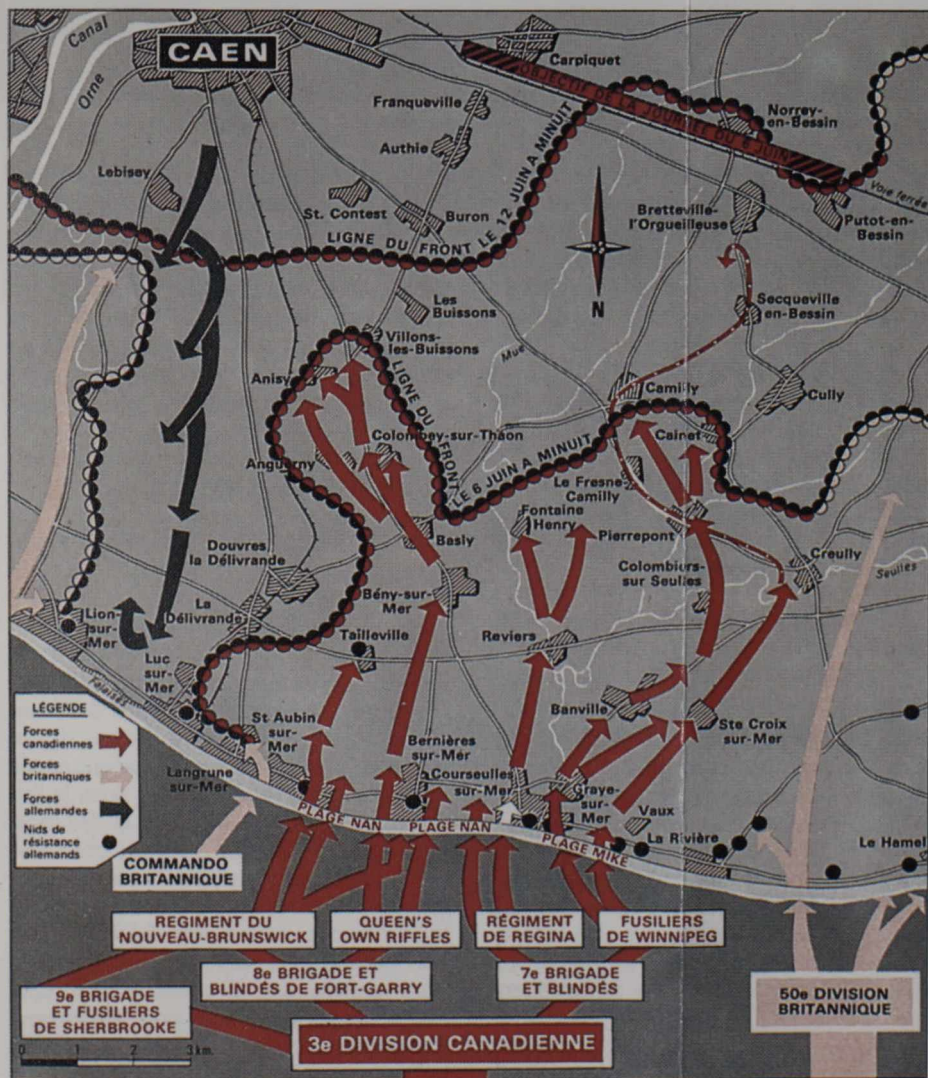 Canal
Orne
CAEN
Carpiquet
OBJECTIF DE LA JOURNÉE DU 6 JUIN
Franqueville
Norrey-
en-Bessin
Authie
Lebisey
St. Contest
Buron
LIGNE DU FRONT LE 12 JUIN A MINUIT
Bretteville-
l'Orgueilleuse
Voie ferrée
Putot-en-
Bessin
N
Les
Buissons
Secqueville
en-Bessin
Villons-
les-Buissons
Mue
Anisy
LIGNE DU FRONT
LE 6 JUIN A MINUIT
Camilly
Cully
Colombey-sur-Thaon
Cainet
Anguerny
Le Fresne
Camilly
Fontaine
Henry
Basly
Pierrepont
Douvres
la Délivrande
Colombiers-
sur Seulles
Creully
Seulles
Bény-sur-
Mer
La
Délivrande
Lion-
sur-
Mer
Tailleville
Reviers
Luc
sur-
Mer
Falaises
Banville
Ste Croix
sur-Mer
St Aubin
sur-
Mer
Bernières
sur-Mer
Langrune
sur-Mer
Courseulles
sur-Mer
Graye-
sur-
Mer
Vaux
La Rivière
Le Hamel
PLAGE NAN
PLAGE NAN
PLAGE MIKE
LÉGENDE
Forces
canadiennes
Forces
britanniques
Forces
allemandes
Nids de
résistance
allemands
COMMANDO
BRITANNIQUE
REGIMENT DU
NOUVEAU-BRUNSWICK
QUEEN'S
OWN RIFFLES
RÉGIMENT
DE REGINA
FUSILIERS
DE WINNIPEG
8e BRIGADE ET
BLINDÉS DE FORT-GARRY
7e BRIGADE
ET BLINDÉS
9e BRIGADE
ET FUSILIERS
DE SHERBROOKE
50e DIVISION
BRITANNIQUE
3e DIVISION CANADIENNE
0 1 2 3 km.